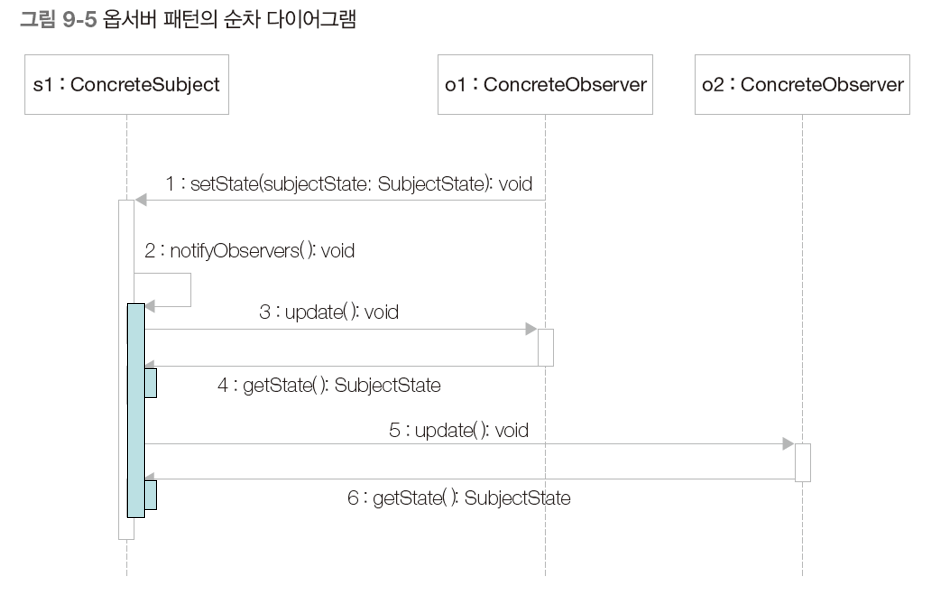 그림 9-5 옵서버 패턴의 순차 다이어그램
s1 : ConcreteSubject
o1 : ConcreteObserver
o2 : ConcreteObserver
1 : setState(subjectState: SubjectState): void
2 : notifyObservers( ): void
3 : update( ): void
4 : getState( ): SubjectState
5 : update( ): void
6 : getState( ): SubjectState